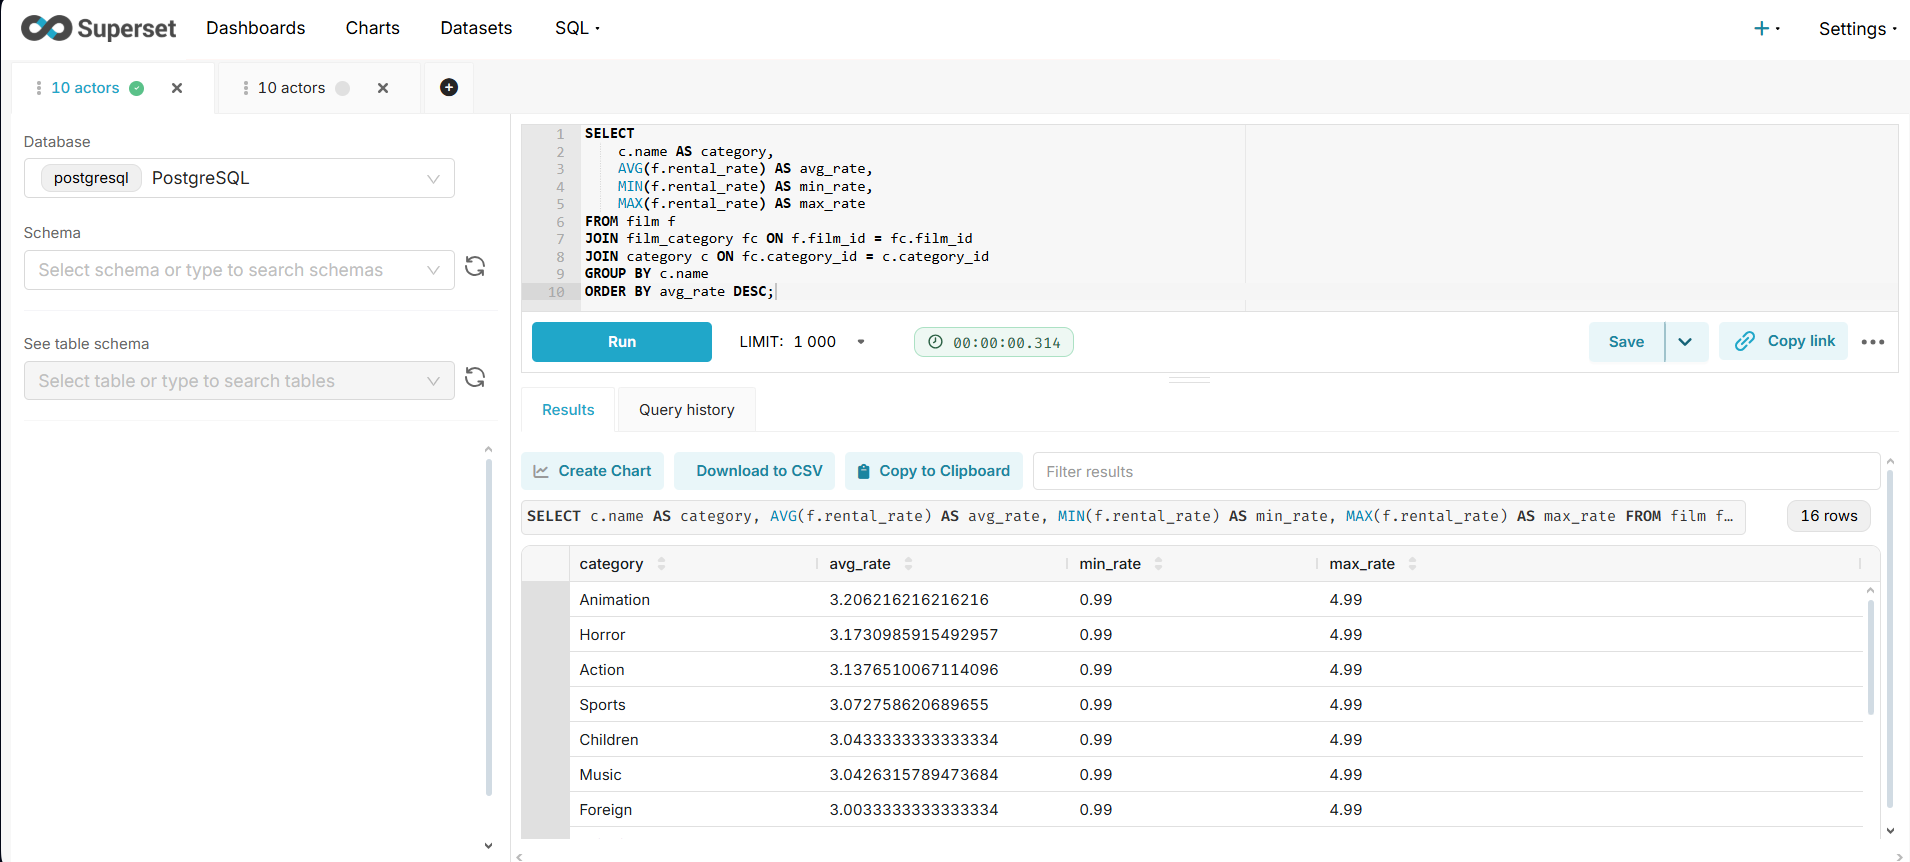 Superset Dashboards Charts Datasets SQL Settings
10 actors 10 actors
Database
postgresql PostgreSQL
Schema
Select schema or type to search schemas
See table schema
Select table or type to search tables
1 SELECT
2 c.name AS category,
3 AVG(f.rental_rate) AS avg_rate,
4 MIN(f.rental_rate) AS min_rate,
5 MAX(f.rental_rate) AS max_rate
6 FROM film f
7 JOIN film_category fc ON f.film_id = fc.film_id
8 JOIN category c ON fc.category_id = c.category_id
9 GROUP BY c.name
10 ORDER BY avg_rate DESC;
Run LIMIT: 1 000 00:00:00.314 Save Copy link
Results Query history
Create Chart Download to CSV Copy to Clipboard Filter results
SELECT c.name AS category, AVG(f.rental_rate) AS avg_rate, MIN(f.rental_rate) AS min_rate, MAX(f.rental_rate) AS max_rate FROM film f… 16 rows
category avg_rate min_rate max_rate
Animation 3.206216216216216 0.99 4.99
Horror 3.1730985915492957 0.99 4.99
Action 3.1376510067114096 0.99 4.99
Sports 3.072758620689655 0.99 4.99
Children 3.0433333333333334 0.99 4.99
Music 3.0426315789473684 0.99 4.99
Foreign 3.0033333333333334 0.99 4.99